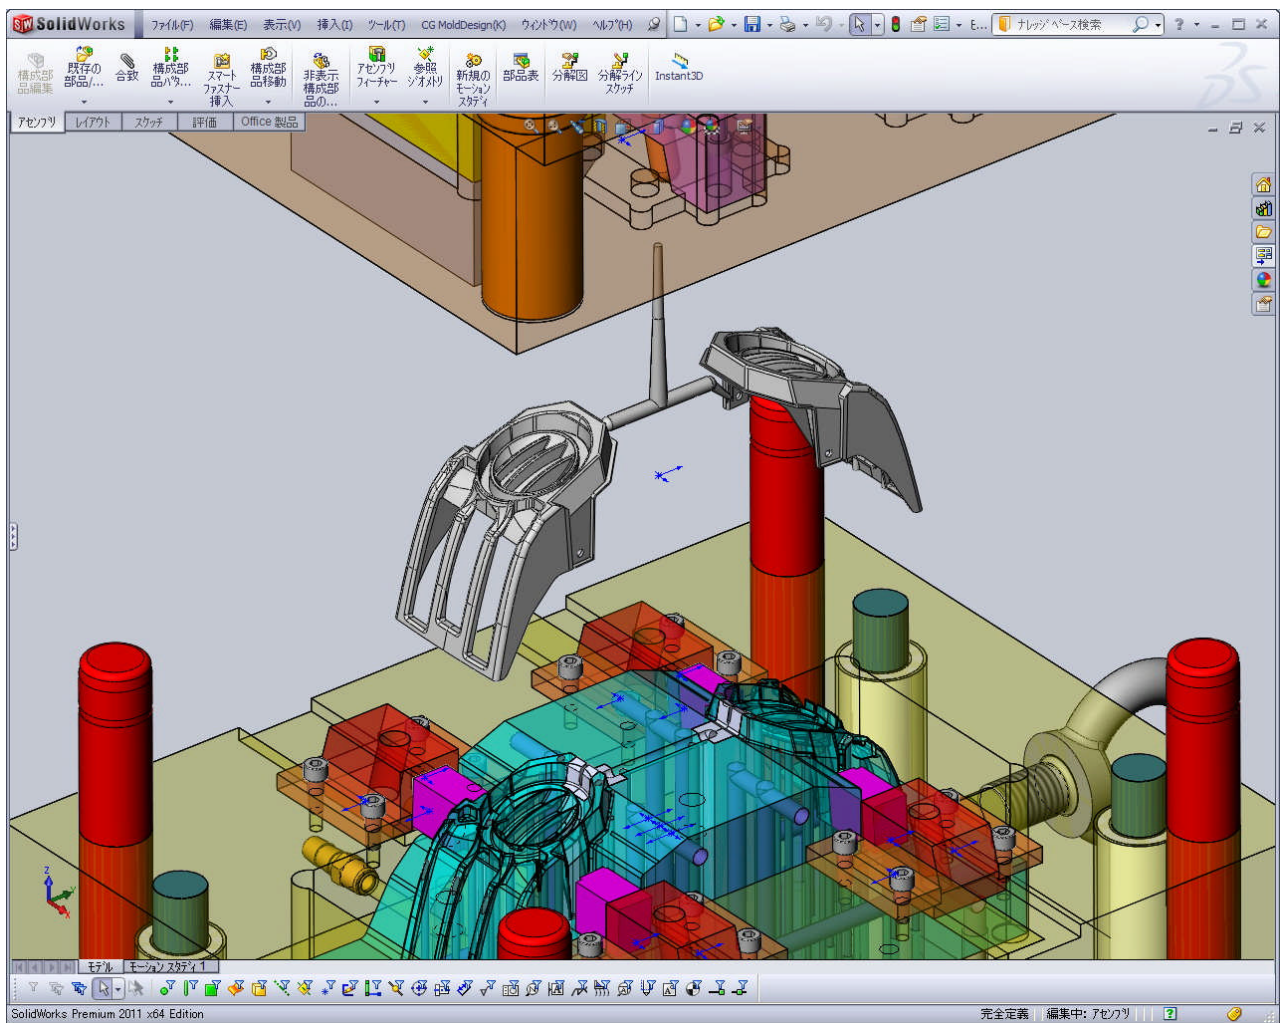 SolidWorks ファイル(F) 編集(E) 表示(V) 挿入(I) ツール(T) CG MoldDesign(K) ウィンドウ(W) ヘルプ(H) E... ナレッジベース検索
構成部品編集
既存の部品/...
合致
構成部品パタ...
スマートファスナー挿入
構成部品移動
非表示構成部品の...
アセンブリフィーチャー
参照ジオメトリ
新規のモーションスタディ
部品表
分解図
分解ラインスケッチ
Instant3D
アセンブリ レイアウト スケッチ 評価 Office 製品
Z
モデル モーション スタディ 1
SolidWorks Premium 2011 x64 Edition 完全定義 編集中: アセンブリ